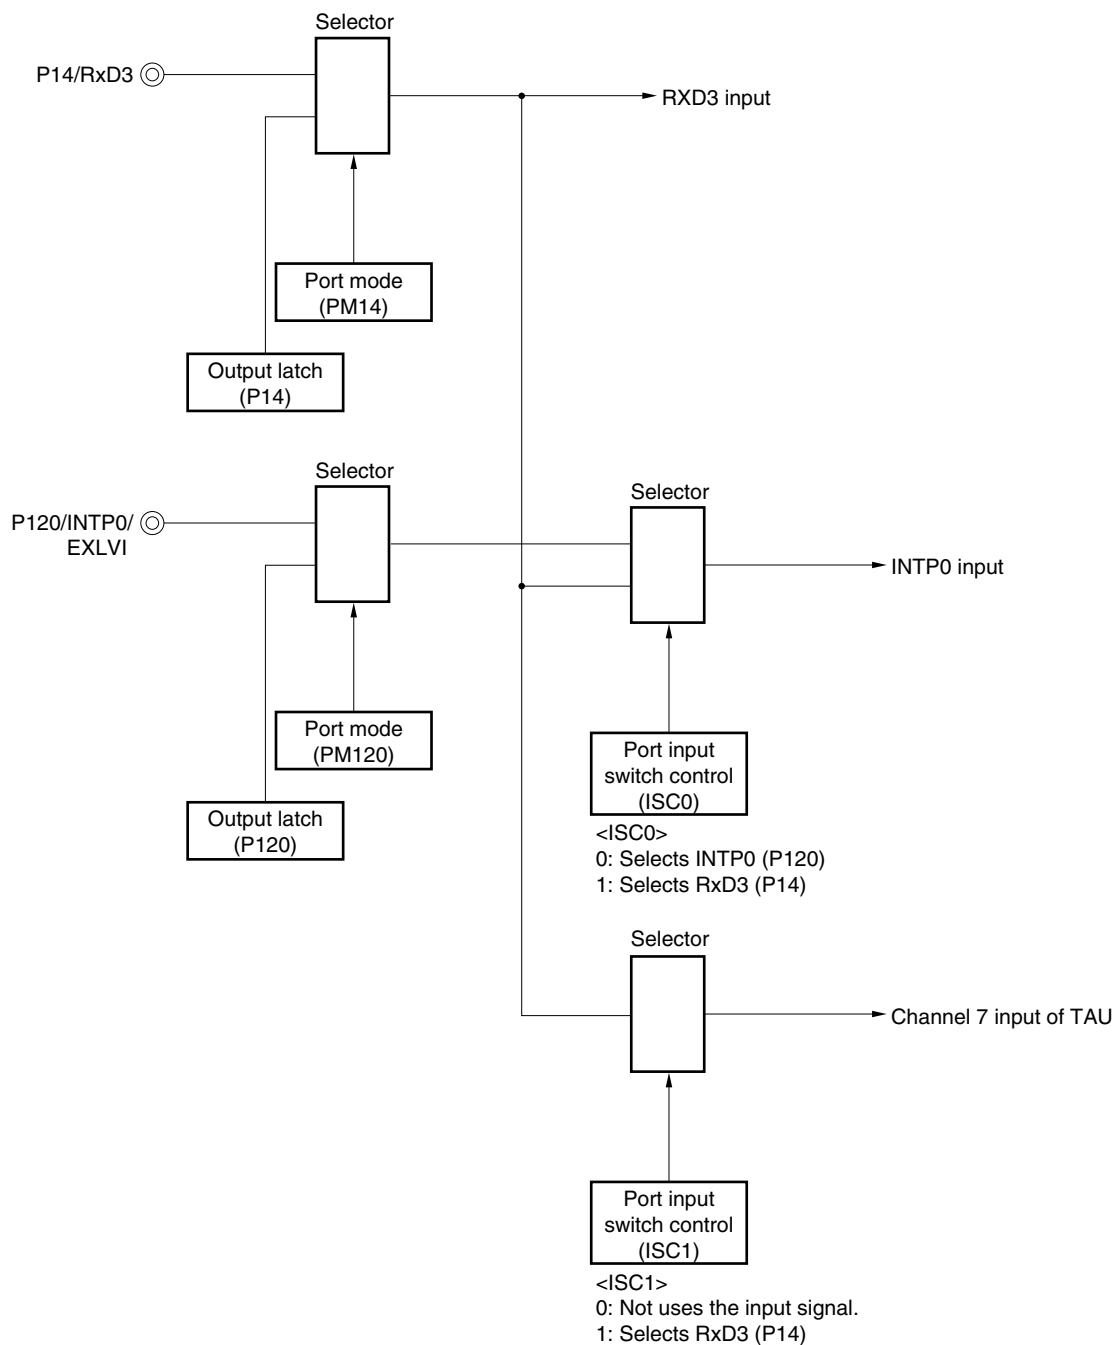 Selector
P14/RxD3
RXD3 input
Port mode
(PM14)
Output latch
(P14)
Selector
P120/INTP0/
EXLVI
Selector
INTP0 input
Port mode
(PM120)
Output latch
(P120)
Port input
switch control
(ISC0)
<ISC0>
0: Selects INTP0 (P120)
1: Selects RxD3 (P14)
Selector
Channel 7 input of TAU
Port input
switch control
(ISC1)
<ISC1>
0: Not uses the input signal.
1: Selects RxD3 (P14)